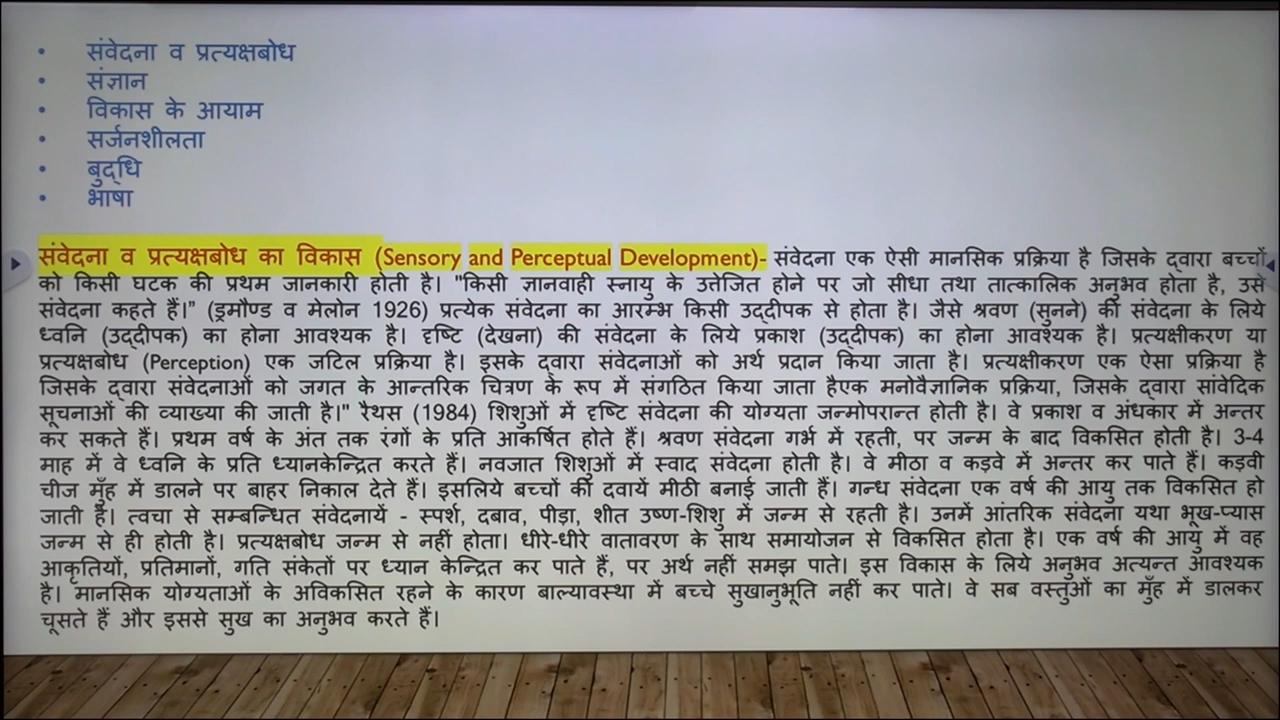 • संवेदना व प्रत्यक्षबोध
• संज्ञान
• विकास के आयाम
• सर्जनशीलता
• बुद्धि
• भाषा
संवेदना व प्रत्यक्षबोध का विकास (Sensory and Perceptual Development)- संवेदना एक ऐसी मानसिक प्रक्रिया है जिसके द्वारा बच्चों
को किसी घटक की प्रथम जानकारी होती है। "किसी ज्ञानवाही स्नायु के उत्तेजित होने पर जो सीधा तथा तात्कालिक अनुभव होता है, उसे
संवेदना कहते हैं।” (ड्रमौण्ड व मेलोन 1926) प्रत्येक संवेदना का आरम्भ किसी उद्दीपक से होता है। जैसे श्रवण (सुनने) की संवेदना के लिये
ध्वनि (उद्दीपक) का होना आवश्यक है। दृष्टि (देखना) की संवेदना के लिये प्रकाश (उद्दीपक) का होना आवश्यक है। प्रत्यक्षीकरण या
प्रत्यक्षबोध (Perception) एक जटिल प्रक्रिया है। इसके द्वारा संवेदनाओं को अर्थ प्रदान किया जाता है। प्रत्यक्षीकरण एक ऐसा प्रक्रिया है
जिसके द्वारा संवेदनाओं को जगत के आन्तरिक चित्रण के रूप में संगठित किया जाता हैएक मनोवैज्ञानिक प्रक्रिया, जिसके द्वारा सांवेदिक
सूचनाओं की व्याख्या की जाती है।" रैथस (1984) शिशुओं में दृष्टि संवेदना की योग्यता जन्मोपरान्त होती है। वे प्रकाश व अंधकार में अन्तर
कर सकते हैं। प्रथम वर्ष के अंत तक रंगों के प्रति आकर्षित होते हैं। श्रवण संवेदना गर्भ में रहती, पर जन्म के बाद विकसित होती है। 3-4
माह में वे ध्वनि के प्रति ध्यानकेन्द्रित करते हैं। नवजात शिशुओं में स्वाद संवेदना होती है। वे मीठा व कड़वे में अन्तर कर पाते हैं। कड़वी
चीज मुँह में डालने पर बाहर निकाल देते हैं। इसलिये बच्चों की दवायें मीठी बनाई जाती हैं। गन्ध संवेदना एक वर्ष की आयु तक विकसित हो
जाती है। त्वचा से सम्बन्धित संवेदनायें - स्पर्श, दबाव, पीड़ा, शीत उष्ण-शिशु में जन्म से रहती है। उनमें आंतरिक संवेदना यथा भूख-प्यास
जन्म से ही होती है। प्रत्यक्षबोध जन्म से नहीं होता। धीरे-धीरे वातावरण के साथ समायोजन से विकसित होता है। एक वर्ष की आयु में वह
आकृतियों, प्रतिमानों, गति संकेतों पर ध्यान केन्द्रित कर पाते हैं, पर अर्थ नहीं समझ पाते। इस विकास के लिये अनुभव अत्यन्त आवश्यक
है। मानसिक योग्यताओं के अविकसित रहने के कारण बाल्यावस्था में बच्चे सुखानुभूति नहीं कर पाते। वे सब वस्तुओं का मुँह में डालकर
चूसते हैं और इससे सुख का अनुभव करते हैं।